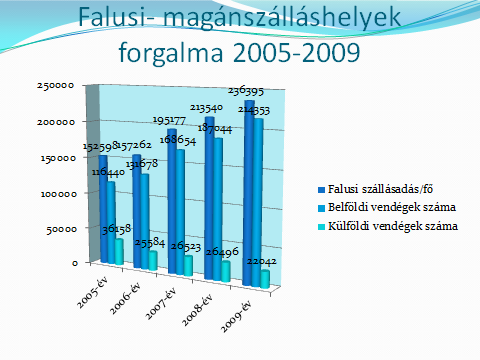 Falusi- magánszálláshelyek
forgalma 2005-2009
250000
200000
150000
100000
50000
0
152598
116440
36158
157262
131678
25584
195177
168654
26523
213540
187044
26496
236395
214353
22042
2005-év
2006-év
2007-év
2008-év
2009-év
Falusi szállásadás/fő
Belföldi vendégek száma
Külföldi vendégek száma